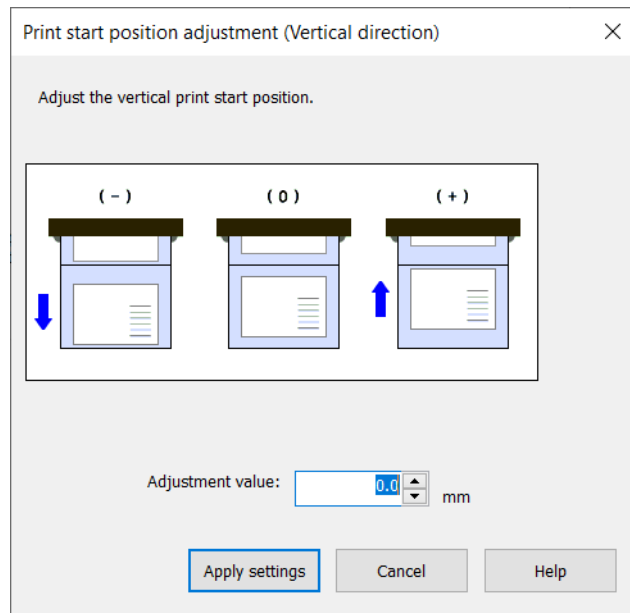 Print start position adjustment (Vertical direction)
Adjust the vertical print start position.
( - ) ( 0 ) ( + )
Adjustment value: 0.0 mm
Apply settings Cancel Help